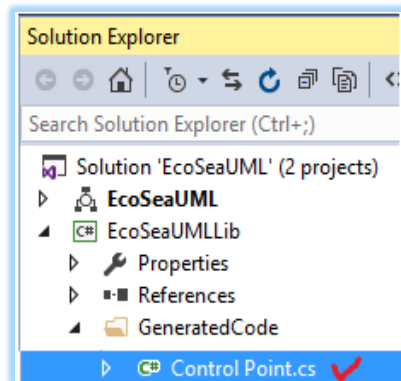 Solution Explorer
Search Solution Explorer (Ctrl+;)
Solution 'EcoSeaUML' (2 projects)
EcoSeaUML
C# EcoSeaUMLLib
Properties
References
GeneratedCode
C# Control Point.cs